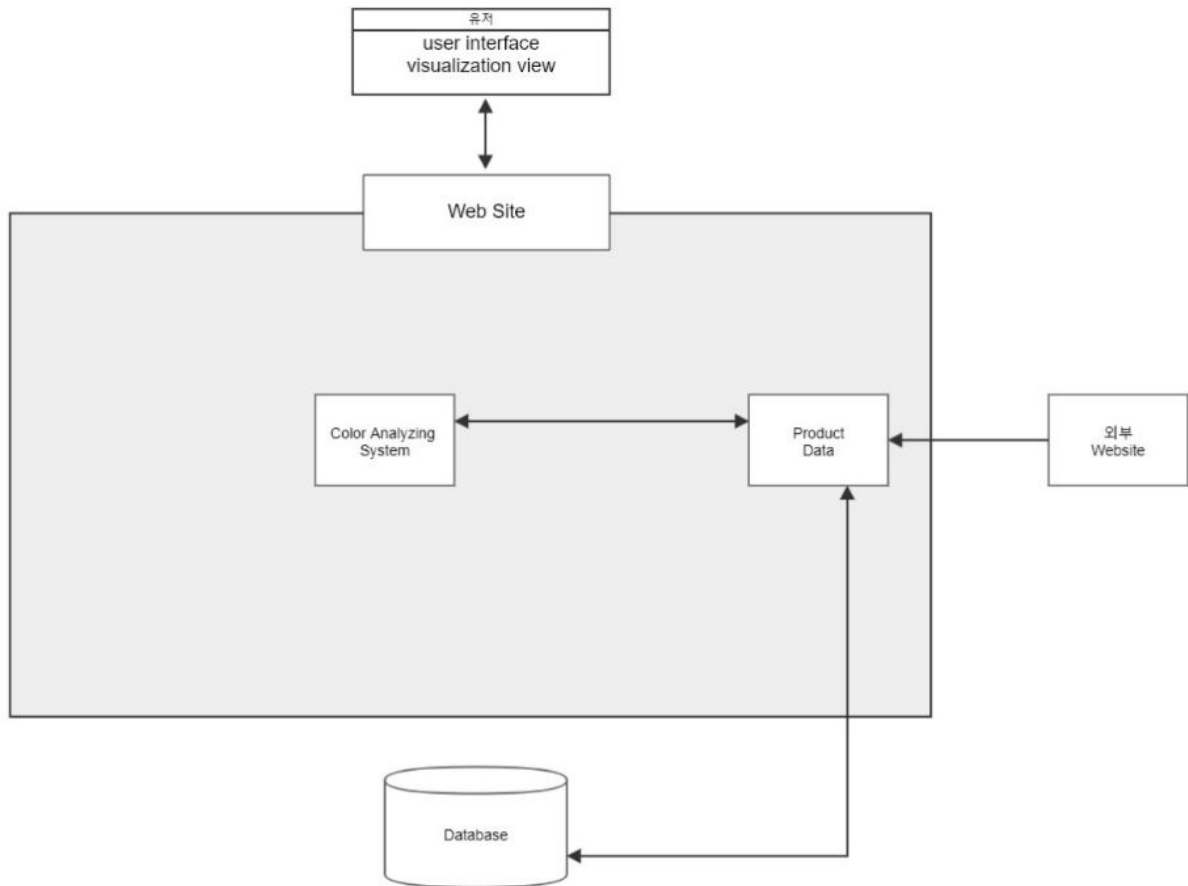 유저
user interface
visualization view
Web Site
Color Analyzing
System
Product
Data
외부
Website
Database